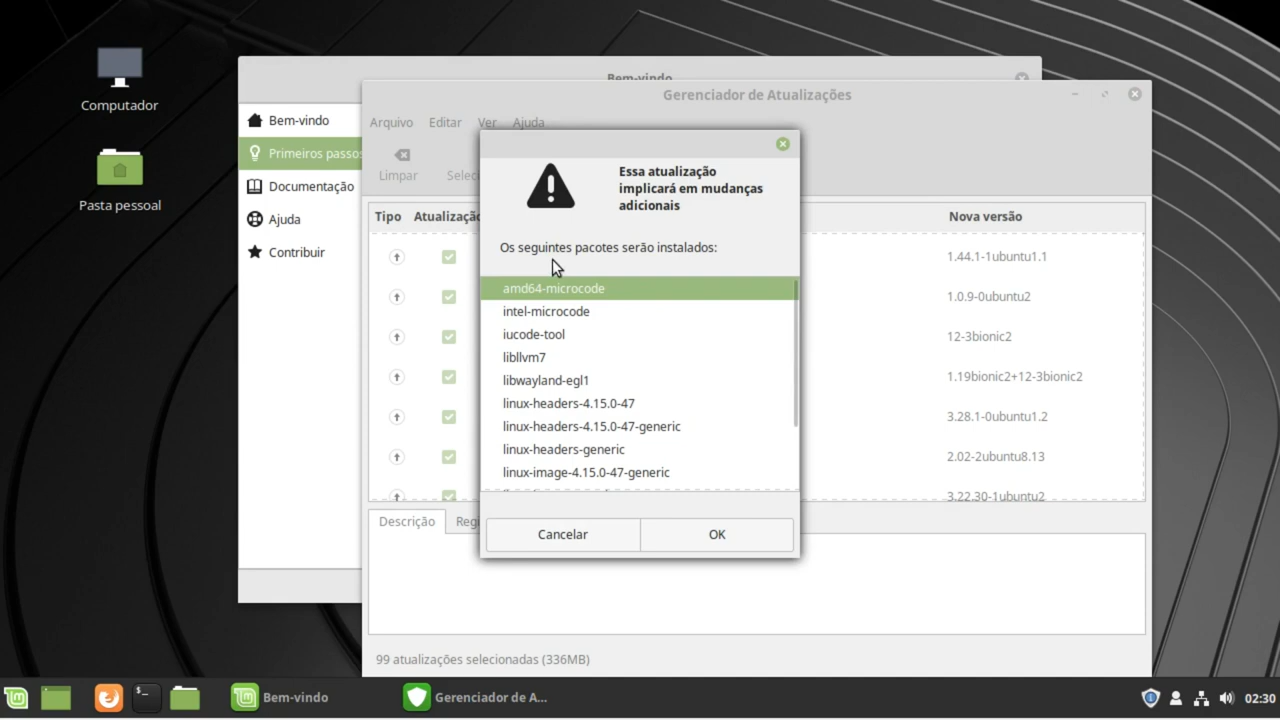 Computador
Pasta pessoal
Bem-vindo
Bem-vindo
Primeiros passos
Documentação
Ajuda
Contribuir
Gerenciador de Atualizações
Arquivo Editar Ver Ajuda
Limpar
Tipo Atualização Nova versão
1.44.1-1ubuntu1.1
1.0.9-0ubuntu2
12-3bionic2
1.19bionic2+12-3bionic2
3.28.1-0ubuntu1.2
2.02-2ubuntu8.13
3.22.30-1ubuntu2
Essa atualização
implicará em mudanças
adicionais
Os seguintes pacotes serão instalados:
amd64-microcode
intel-microcode
iucode-tool
libllvm7
libwayland-egl1
linux-headers-4.15.0-47
linux-headers-4.15.0-47-generic
linux-headers-generic
linux-image-4.15.0-47-generic
Cancelar OK
Descrição
99 atualizações selecionadas (336MB)
Bem-vindo
Gerenciador de A...
02:30